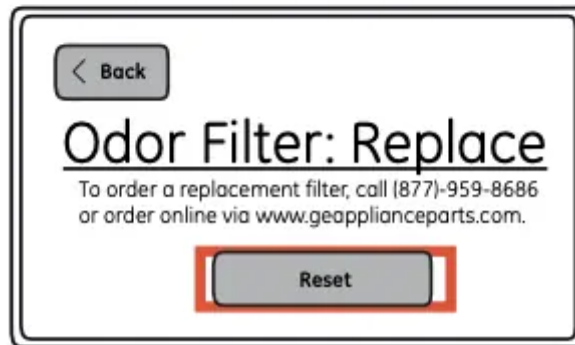 Back
Odor Filter: Replace
To order a replacement filter, call (877)-959-8686
or order online via www.geapplianceparts.com.
Reset